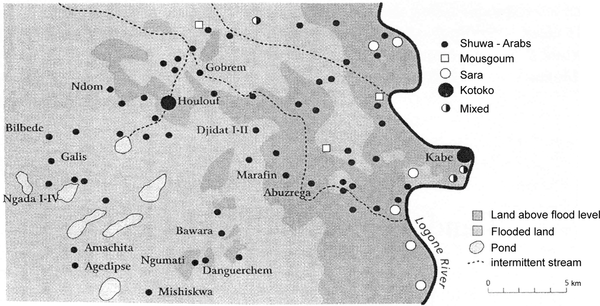 Gobrem
Ndom
Houlouf
Bilbede
Djidat I-II
Galis
Marafin
Kabe
Ngada I-IV
Abuzrega
Bawara
Amachita
Ngumati
Agedipse
Danguerchem
Mishiskwa
Logone River
Shuwa - Arabs
Mousgoum
Sara
Kotoko
Mixed
Land above flood level
Flooded land
Pond
intermittent stream
0 5 km